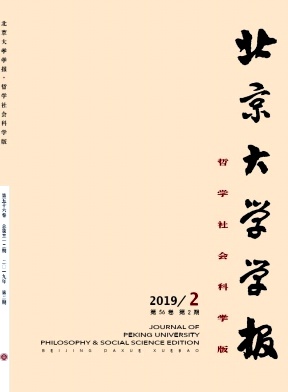 北京大学学报
哲学社会科学版
2019/2
第56卷 第2期
JOURNAL OF
PEKING UNIVERSITY
PHILOSOPHY & SOCIAL SCIENCE EDITION
BEIJING DAXUE XUEBAO
北京大学学报·哲学社会科学版